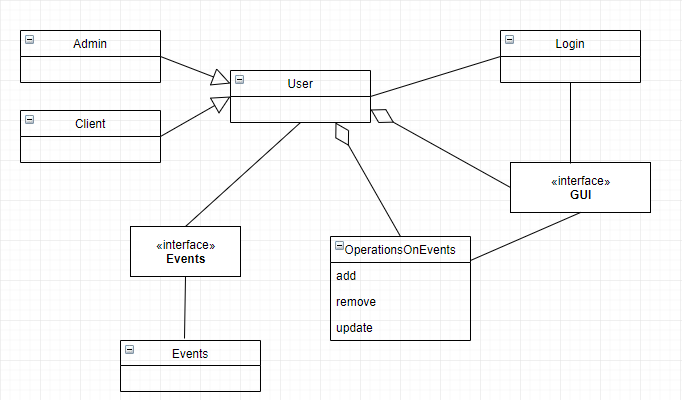 Admin
Login
User
Client
«interface»
GUI
«interface»
Events
OperationsOnEvents
add
remove
update
Events